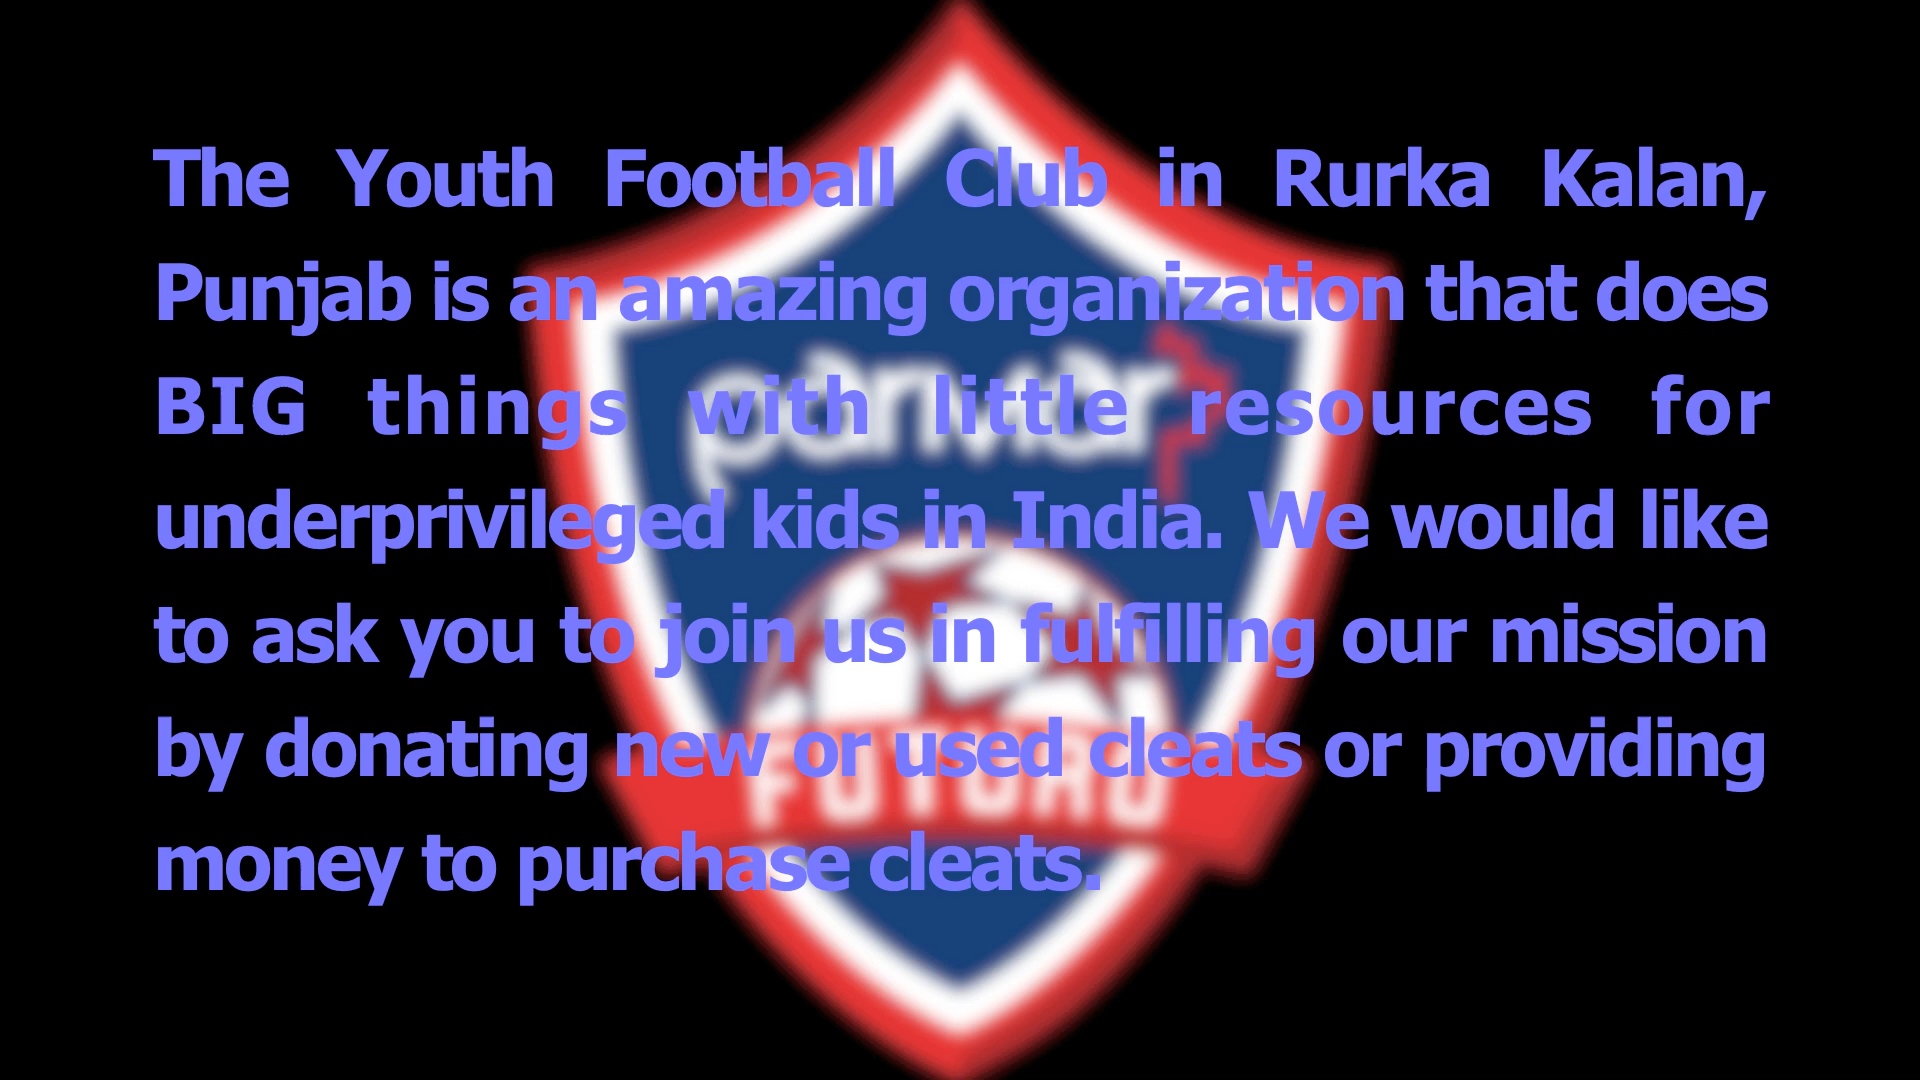 The Youth Football Club in Rurka Kalan,
Punjab is an amazing organization that does
BIG things with little resources for
underprivileged kids in India. We would like
to ask you to join us in fulfilling our mission
by donating new or used cleats or providing
money to purchase cleats.
FUTURO